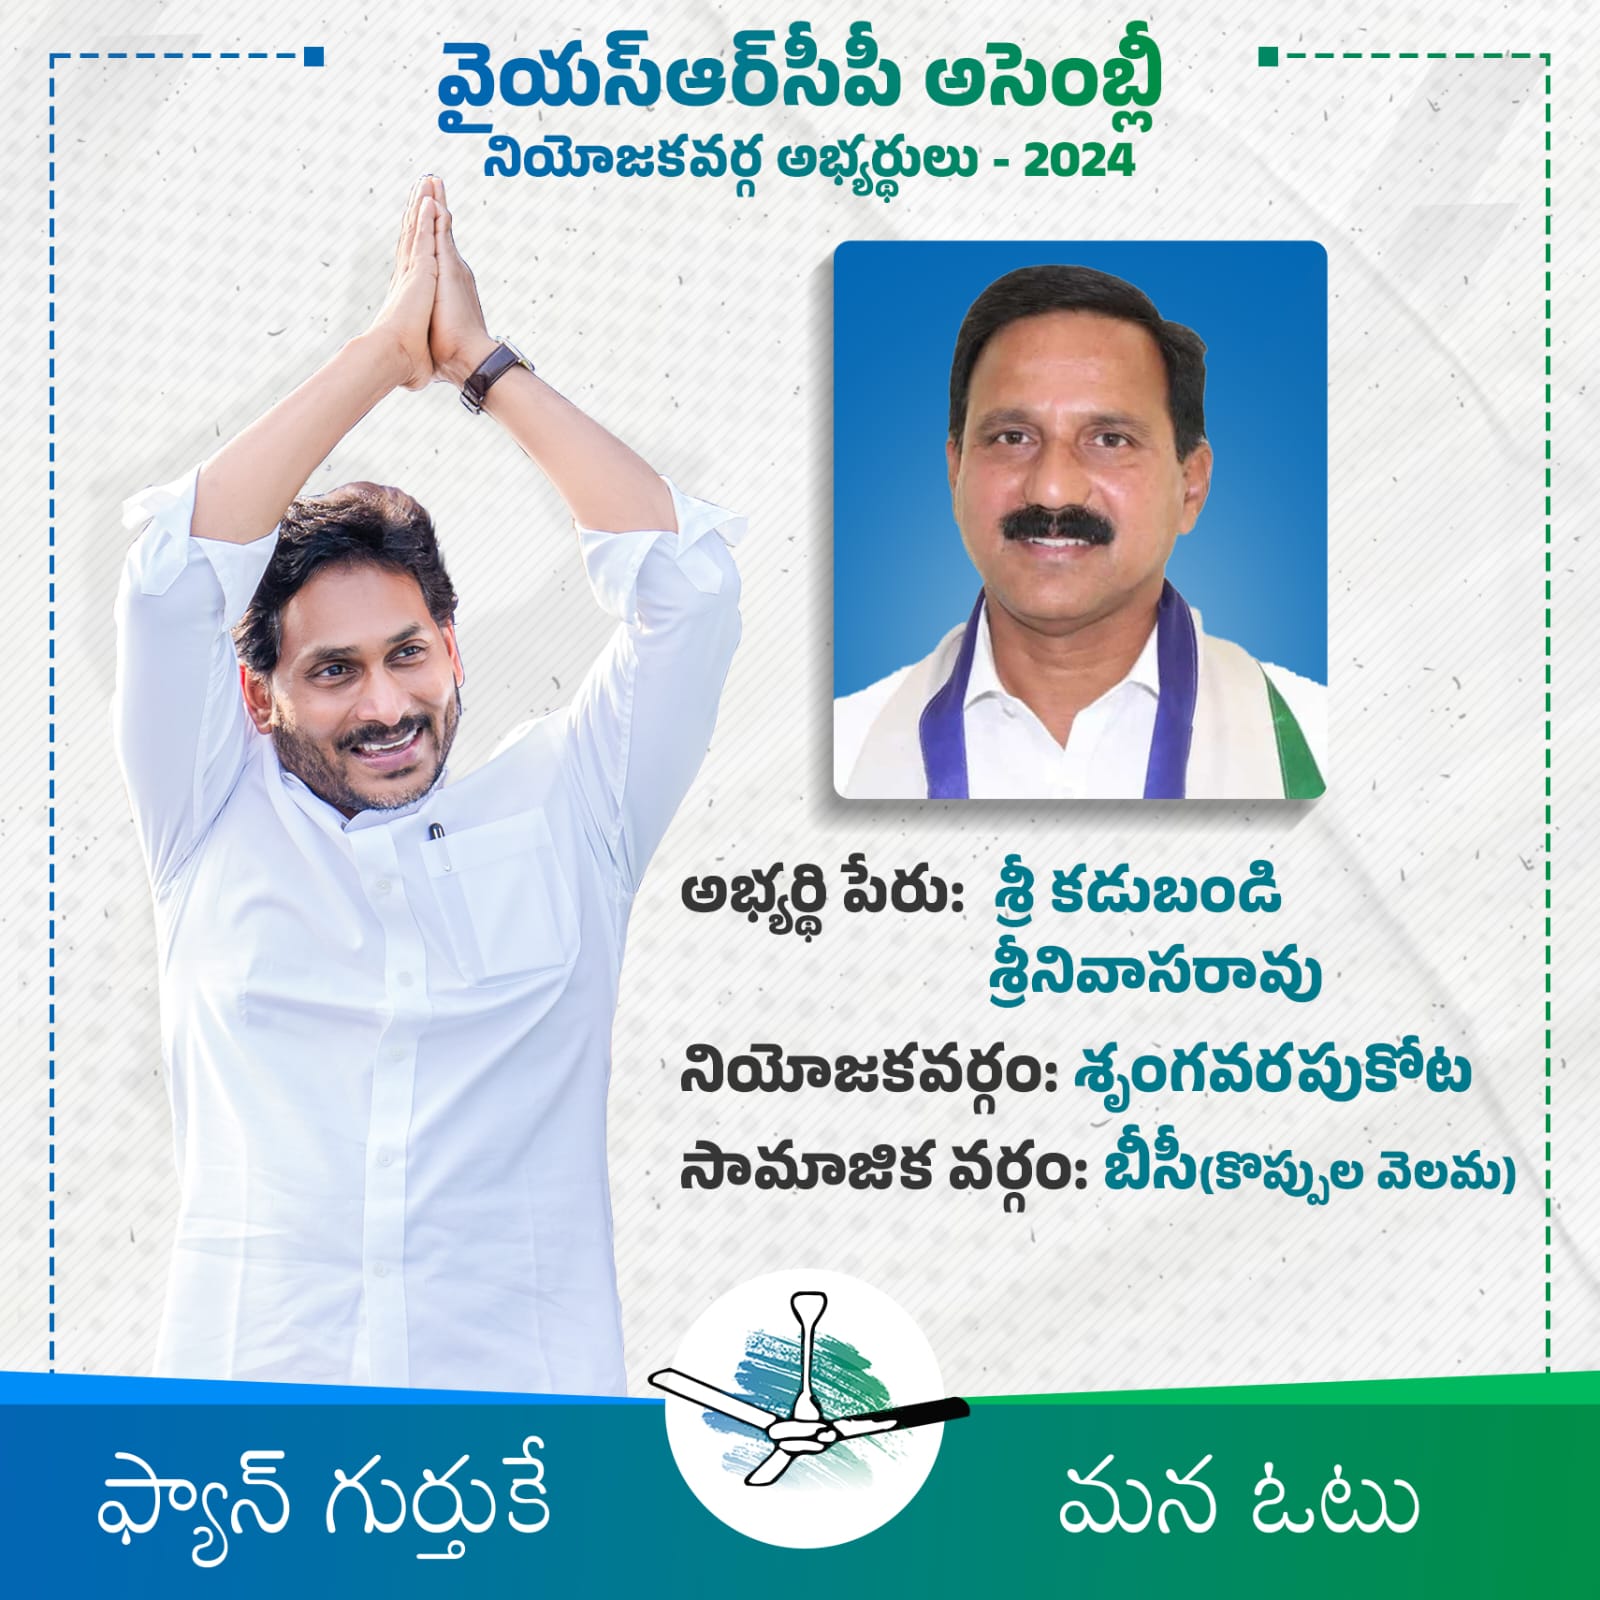 వైయస్ఆర్‌సీపీ అసెంబ్లీ
నియోజకవర్గ అభ్యర్థులు - 2024
అభ్యర్థి పేరు: శ్రీ కడుబండి
శ్రీనివాసరావు
నియోజకవర్గం: శృంగవరపుకోట
సామాజిక వర్గం: బీసీ(కొప్పుల వెలమ)
ఫ్యాన్ గుర్తుకే
మన ఓటు